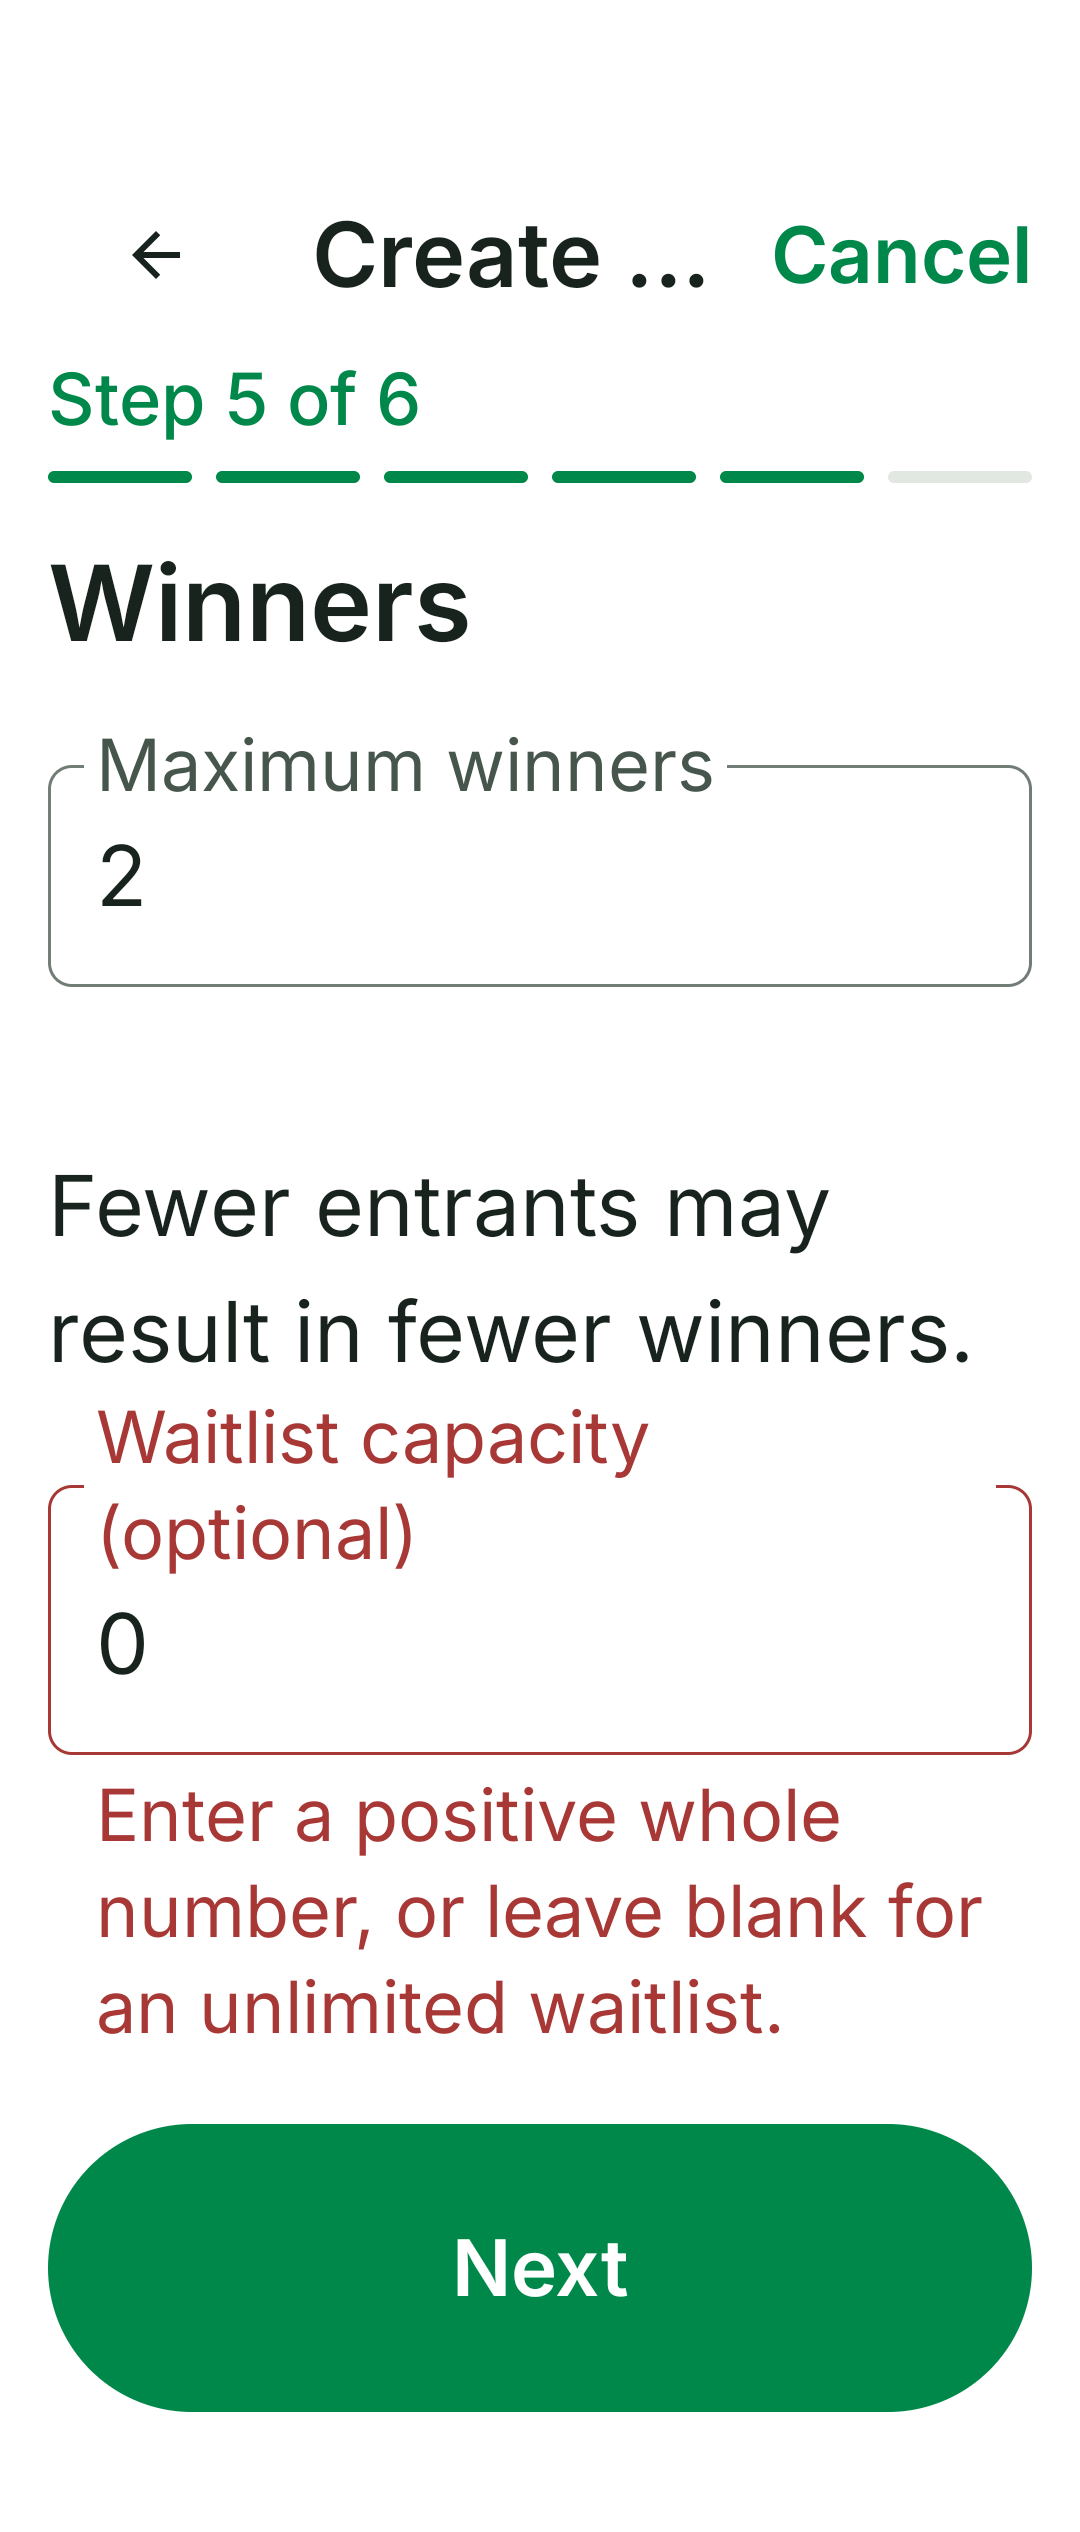 Create ...
Cancel
Step 5 of 6
Winners
Maximum winners
2
Fewer entrants may
result in fewer winners.
Waitlist capacity
(optional)
0
Enter a positive whole
number, or leave blank for
an unlimited waitlist.
Next